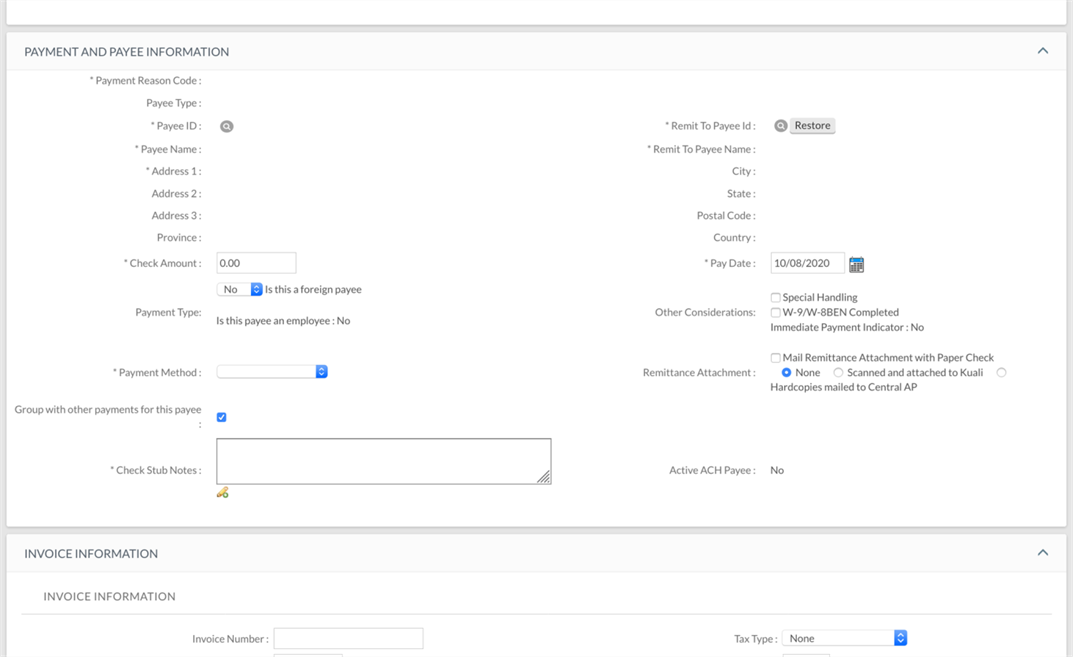 PAYMENT AND PAYEE INFORMATION
* Payment Reason Code :
Payee Type :
* Payee ID :
* Remit To Payee Id : Restore
* Payee Name :
* Remit To Payee Name :
* Address 1 :
City :
Address 2 :
State :
Address 3 :
Postal Code :
Province :
Country :
* Check Amount : 0.00
* Pay Date : 10/08/2020
No Is this a foreign payee
Payment Type:
Is this payee an employee : No
Other Considerations:
Special Handling
W-9/W-8BEN Completed
Immediate Payment Indicator : No
* Payment Method :
Remittance Attachment :
Mail Remittance Attachment with Paper Check
None Scanned and attached to Kuali
Hardcopies mailed to Central AP
Group with other payments for this payee
:
* Check Stub Notes :
Active ACH Payee : No
INVOICE INFORMATION
INVOICE INFORMATION
Invoice Number :
Tax Type : None